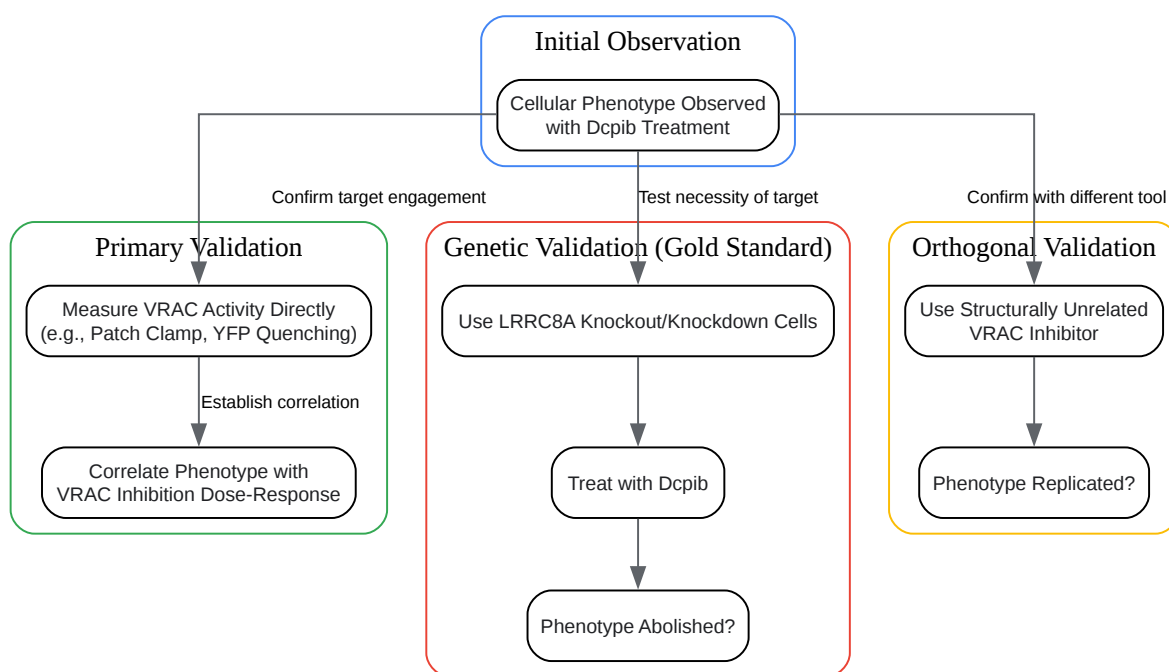 Initial Observation
Cellular Phenotype Observed
with Dcpib Treatment
Confirm target engagement
Test necessity of target
Confirm with different tool
Primary Validation
Genetic Validation (Gold Standard)
Orthogonal Validation
Measure VRAC Activity Directly
(e.g., Patch Clamp, YFP Quenching)
Use LRRC8A Knockout/Knockdown Cells
Use Structurally Unrelated
VRAC Inhibitor
Establish correlation
Correlate Phenotype with
VRAC Inhibition Dose-Response
Treat with Dcpib
Phenotype Replicated?
Phenotype Abolished?